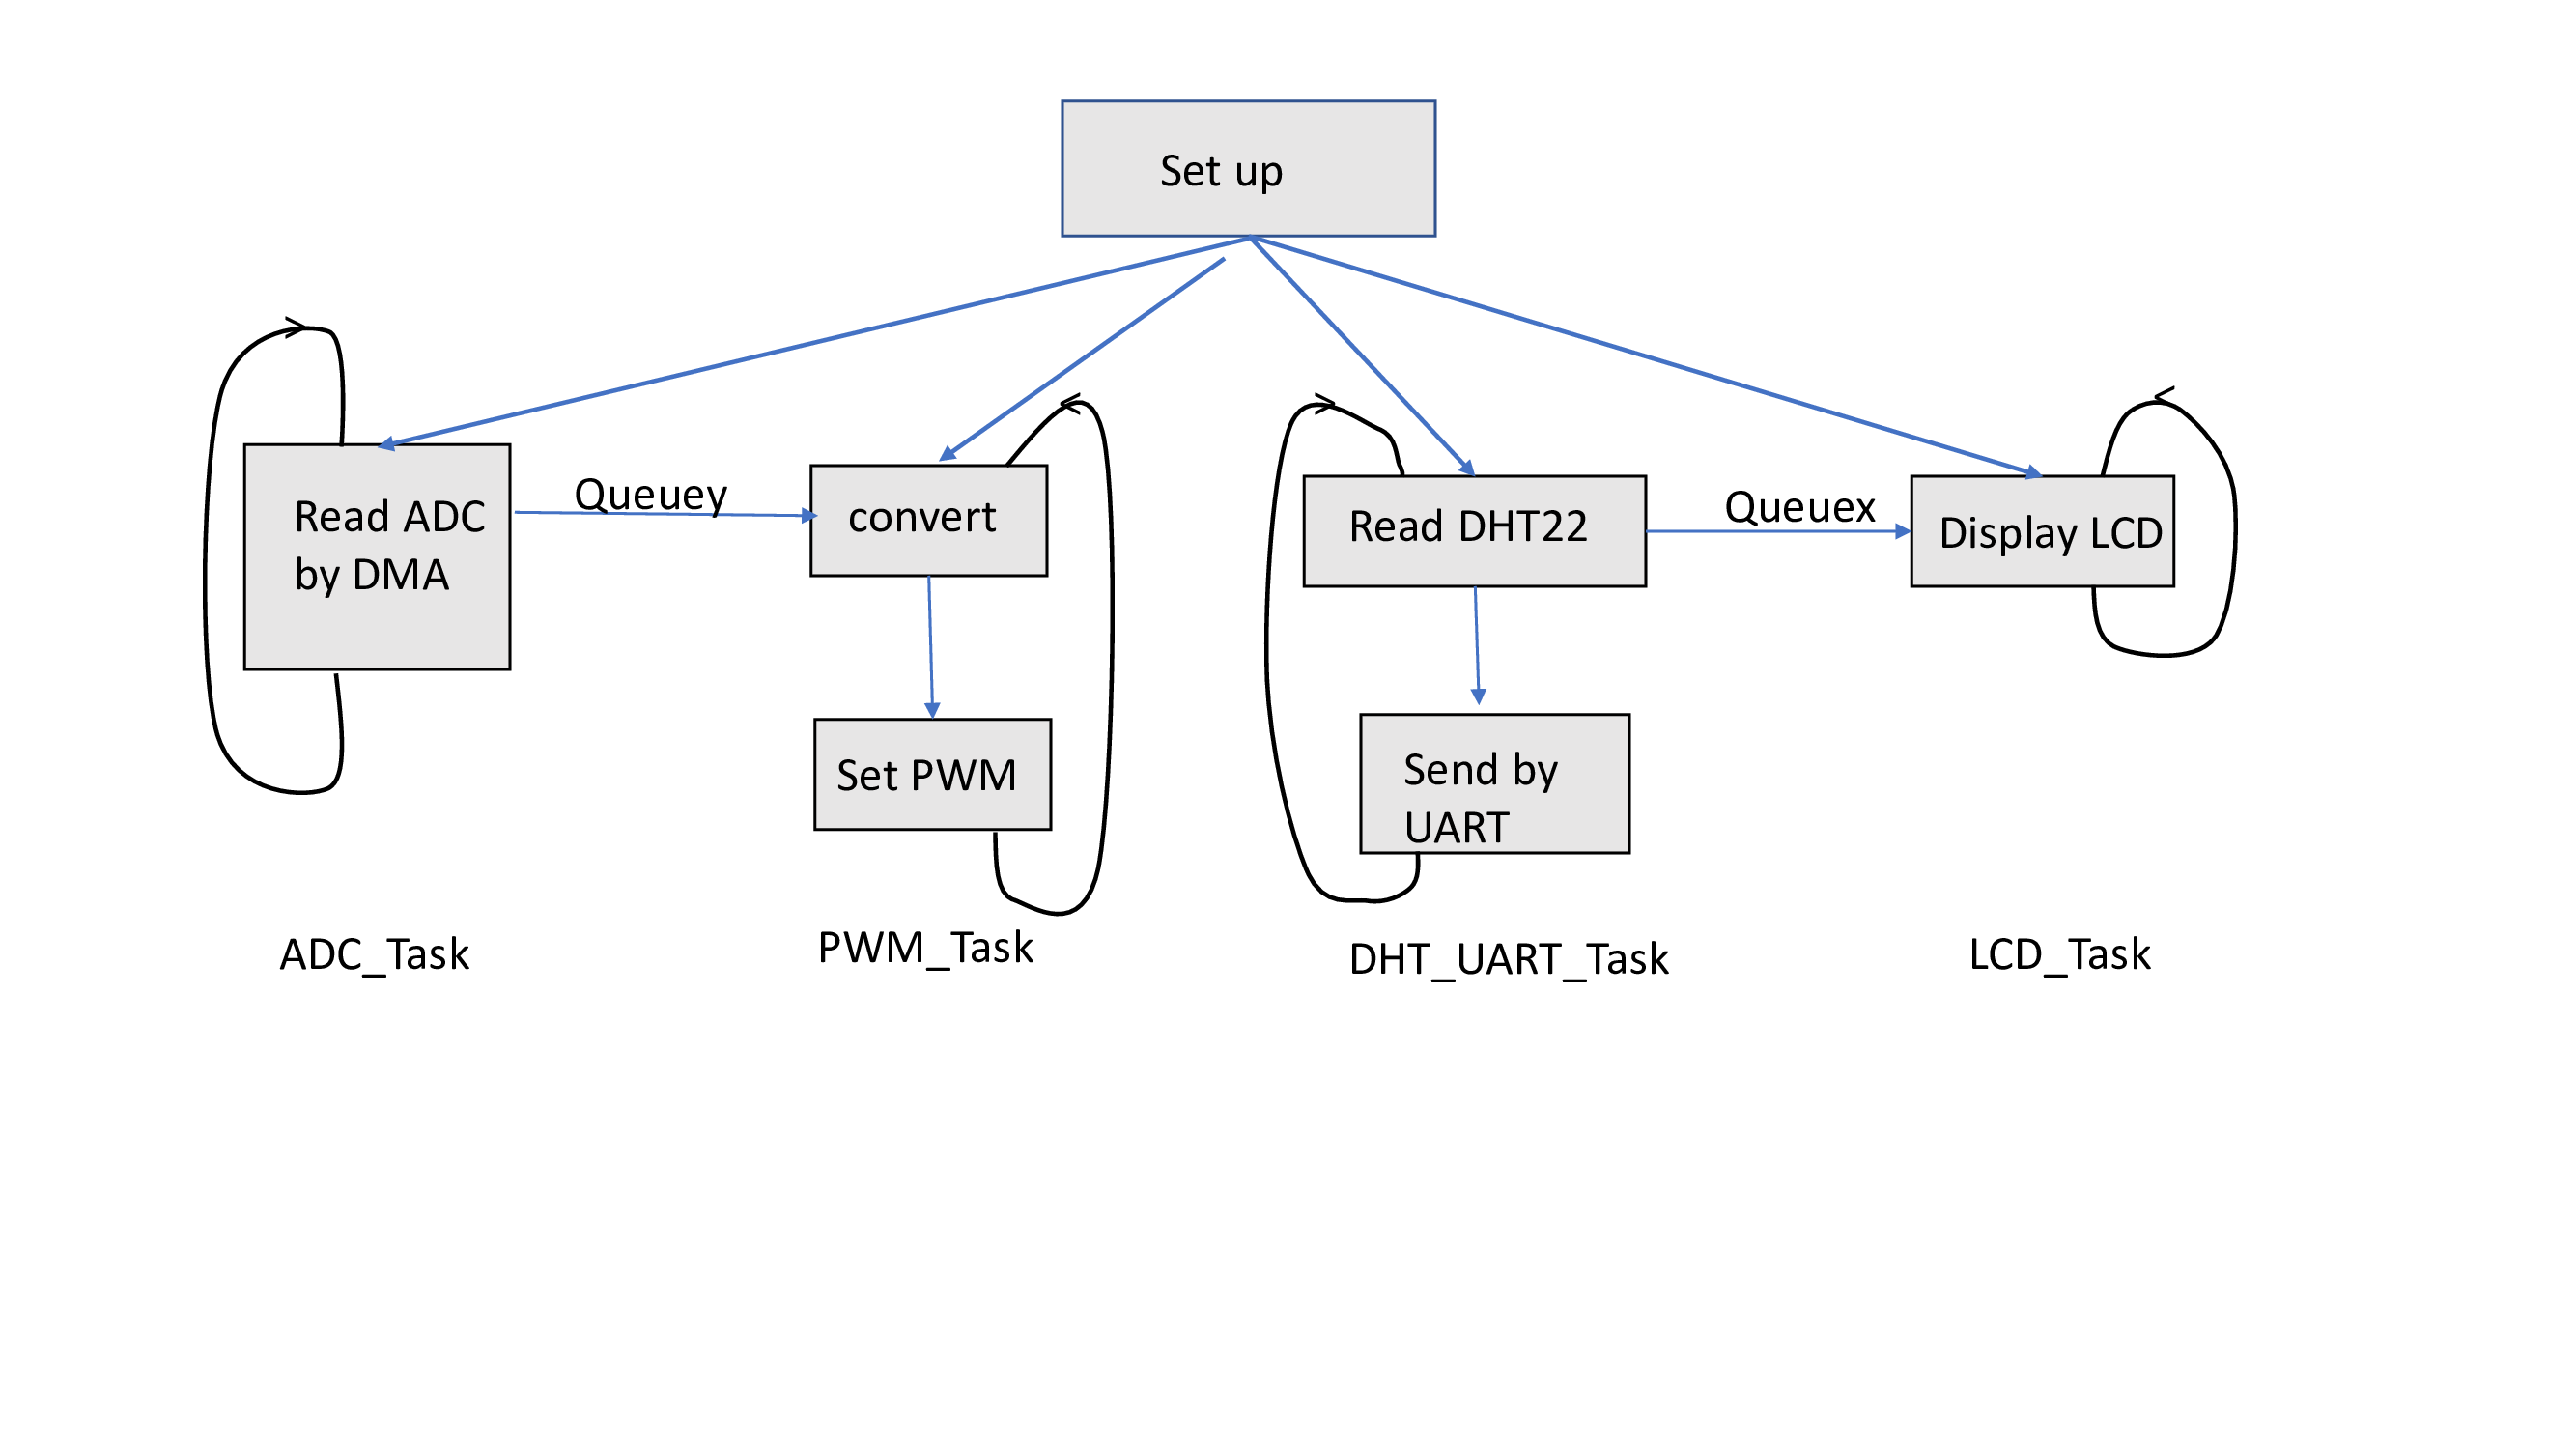 Set up
Read ADC
by DMA
Queuey
convert
Read DHT22
Queuex
Display LCD
Set PWM
Send by
UART
ADC_Task
PWM_Task
DHT_UART_Task
LCD_Task